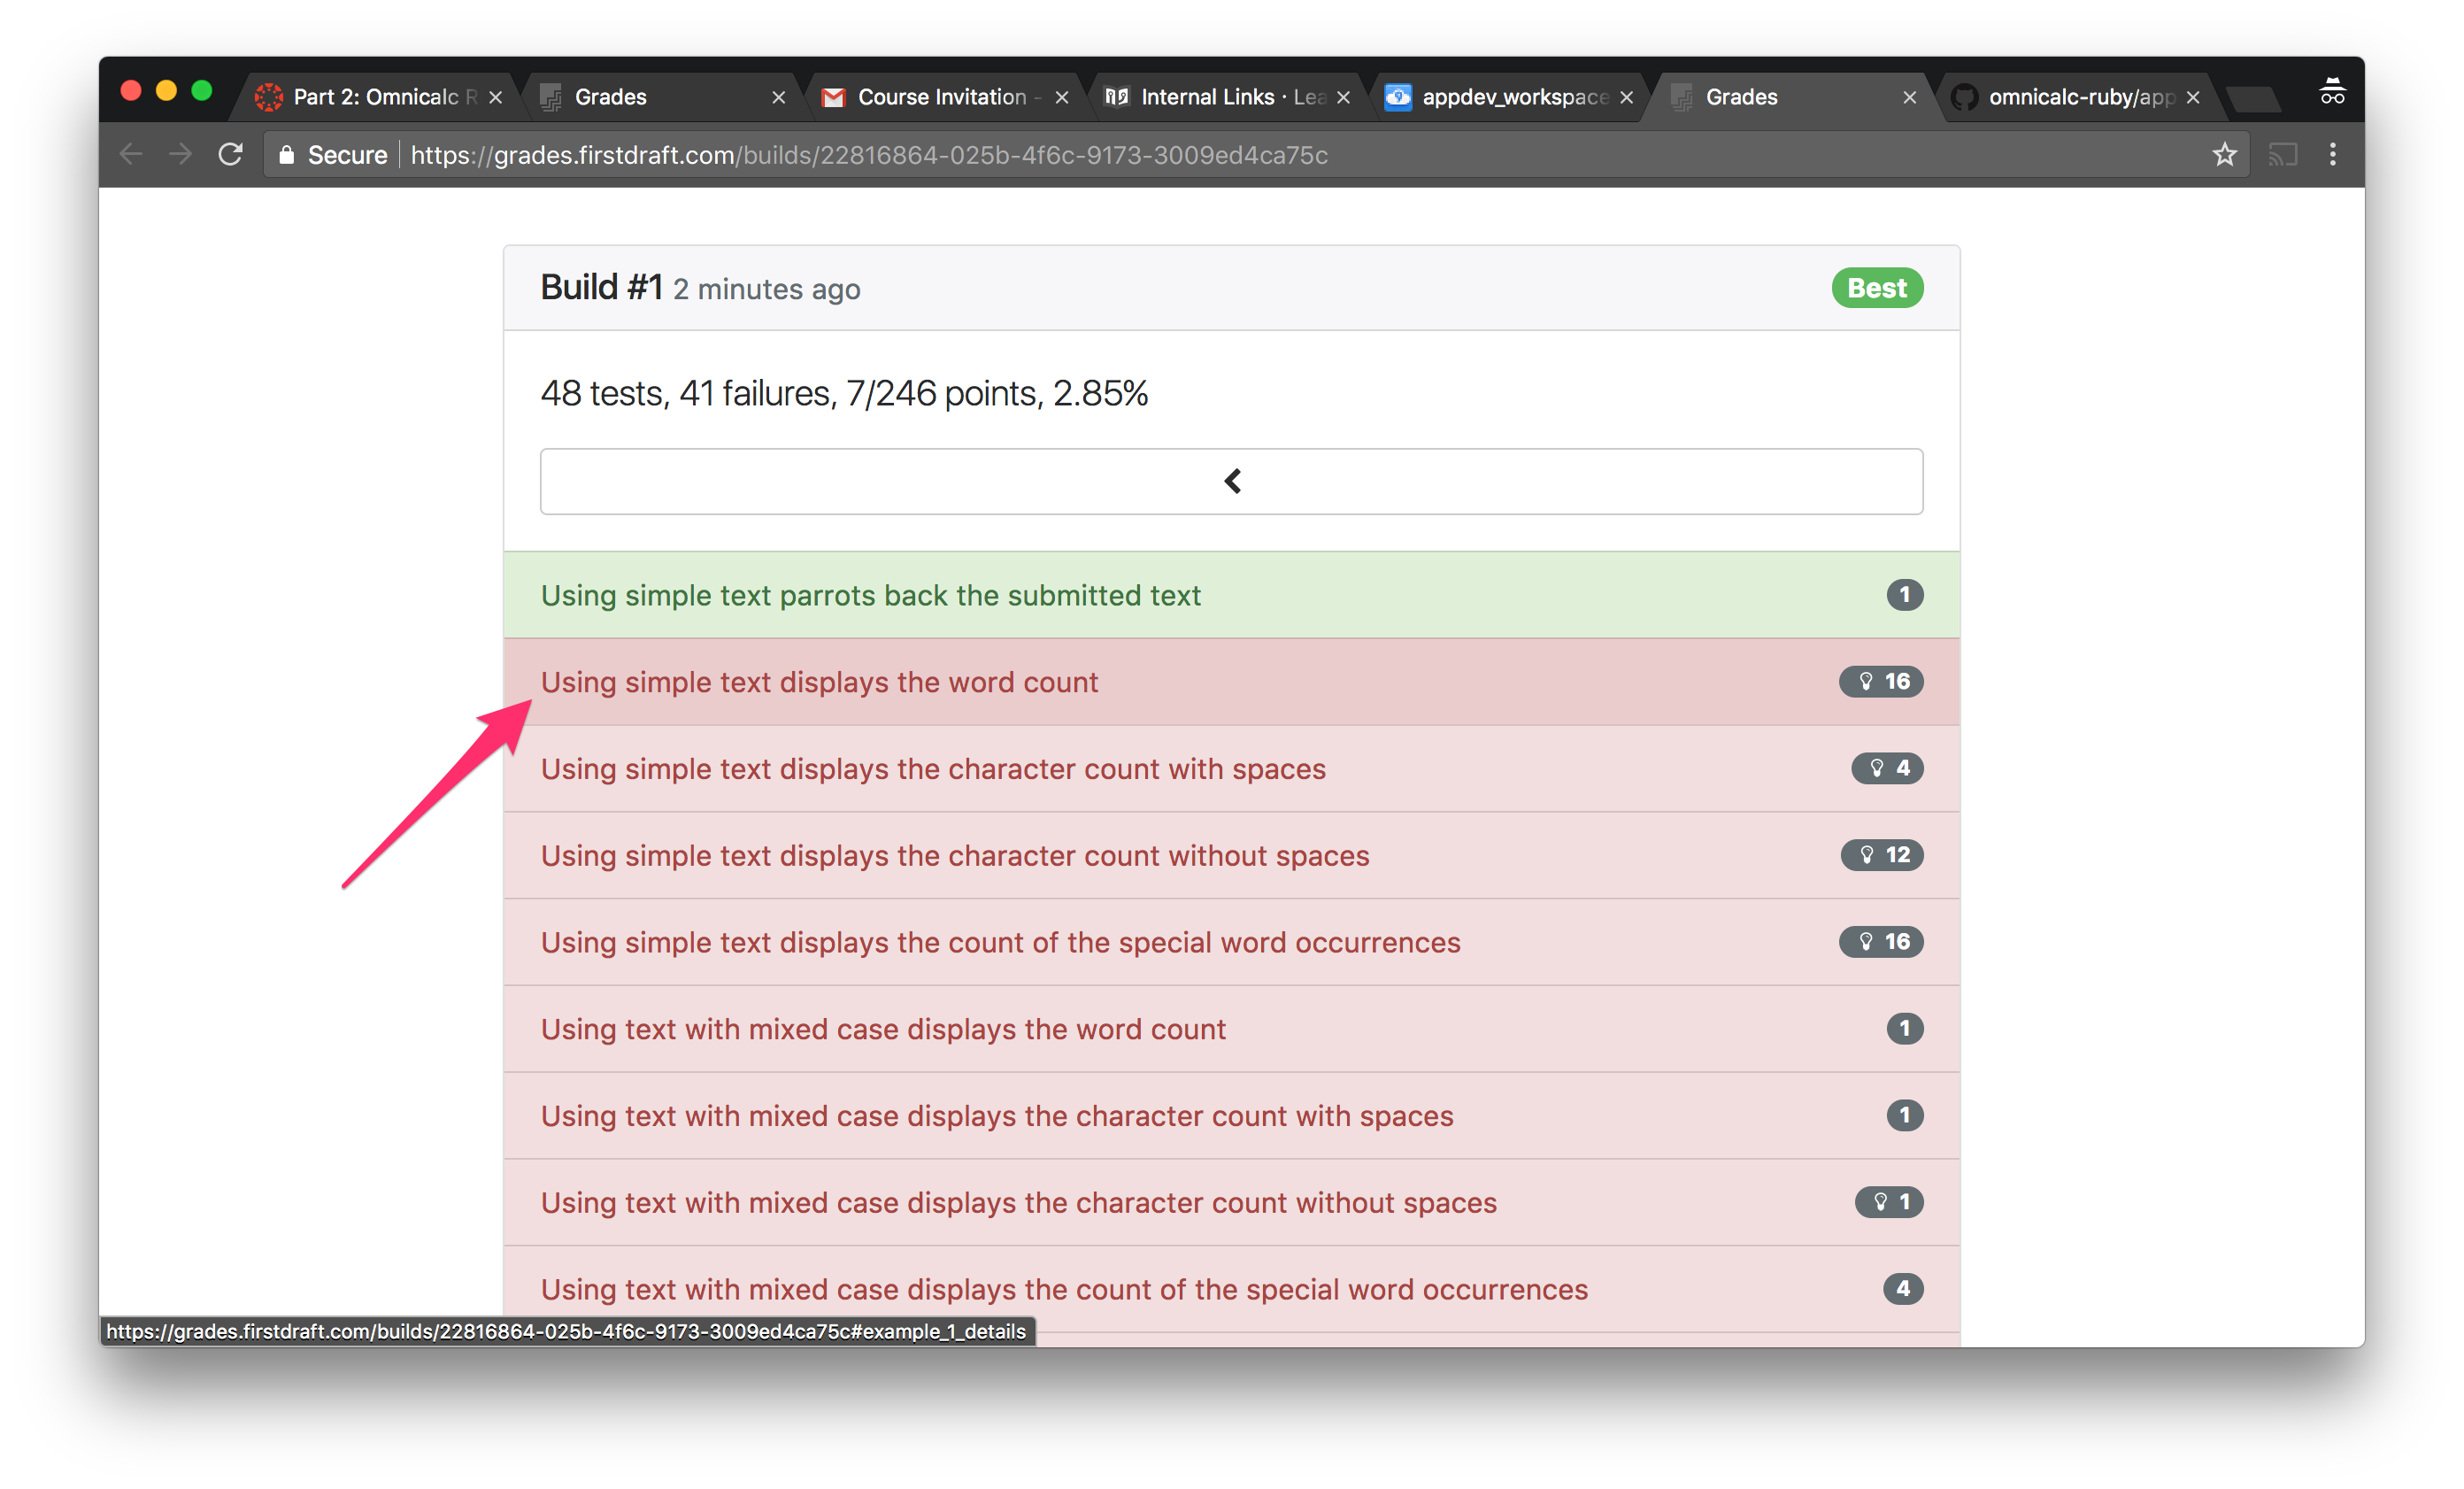 Part 2: Omnicalc R
Grades
Course Invitation -
Internal Links · Lea
appdev_workspace
Grades
omnicalc-ruby/app
Secure
https://grades.firstdraft.com/builds/22816864-025b-4f6c-9173-3009ed4ca75c
Build #1 2 minutes ago
Best
48 tests, 41 failures, 7/246 points, 2.85%
Using simple text parrots back the submitted text 1
Using simple text displays the word count 16
Using simple text displays the character count with spaces 4
Using simple text displays the character count without spaces 12
Using simple text displays the count of the special word occurrences 16
Using text with mixed case displays the word count 1
Using text with mixed case displays the character count with spaces 1
Using text with mixed case displays the character count without spaces 1
Using text with mixed case displays the count of the special word occurrences 4
https://grades.firstdraft.com/builds/22816864-025b-4f6c-9173-3009ed4ca75c#example_1_details